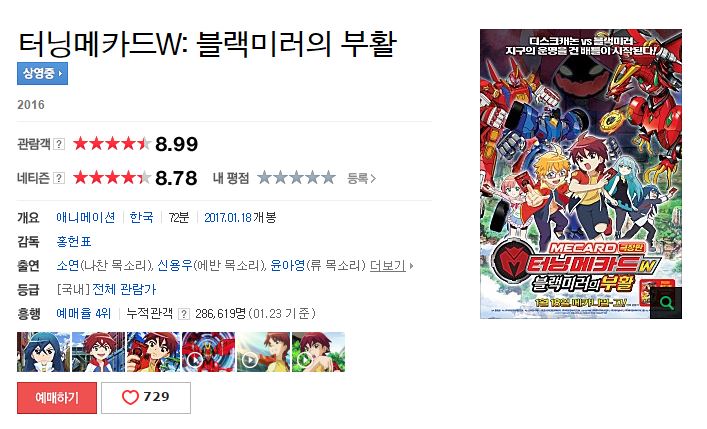 터닝메카드W: 블랙미러의 부활
상영중
2016
관람객 ? 8.99
네티즌 ? 8.78 내 평점 등록
개요 애니메이션 한국 72분 2017.01.18 개봉
감독 홍헌표
출연 소연(나찬 목소리), 신용우(에반 목소리), 윤아영(류 목소리) 더보기
등급 [국내] 전체 관람가
흥행 예매율 4위 누적관객 ? 286,619명(01.23 기준)
예매하기 729
디스크캐논 vs 블랙미러
지구의 운명을 건 배틀이 시작된다!
MECARD 극장판
터닝메카드W
블랙미러의 부활
1월 18일, 메카니멀~고!